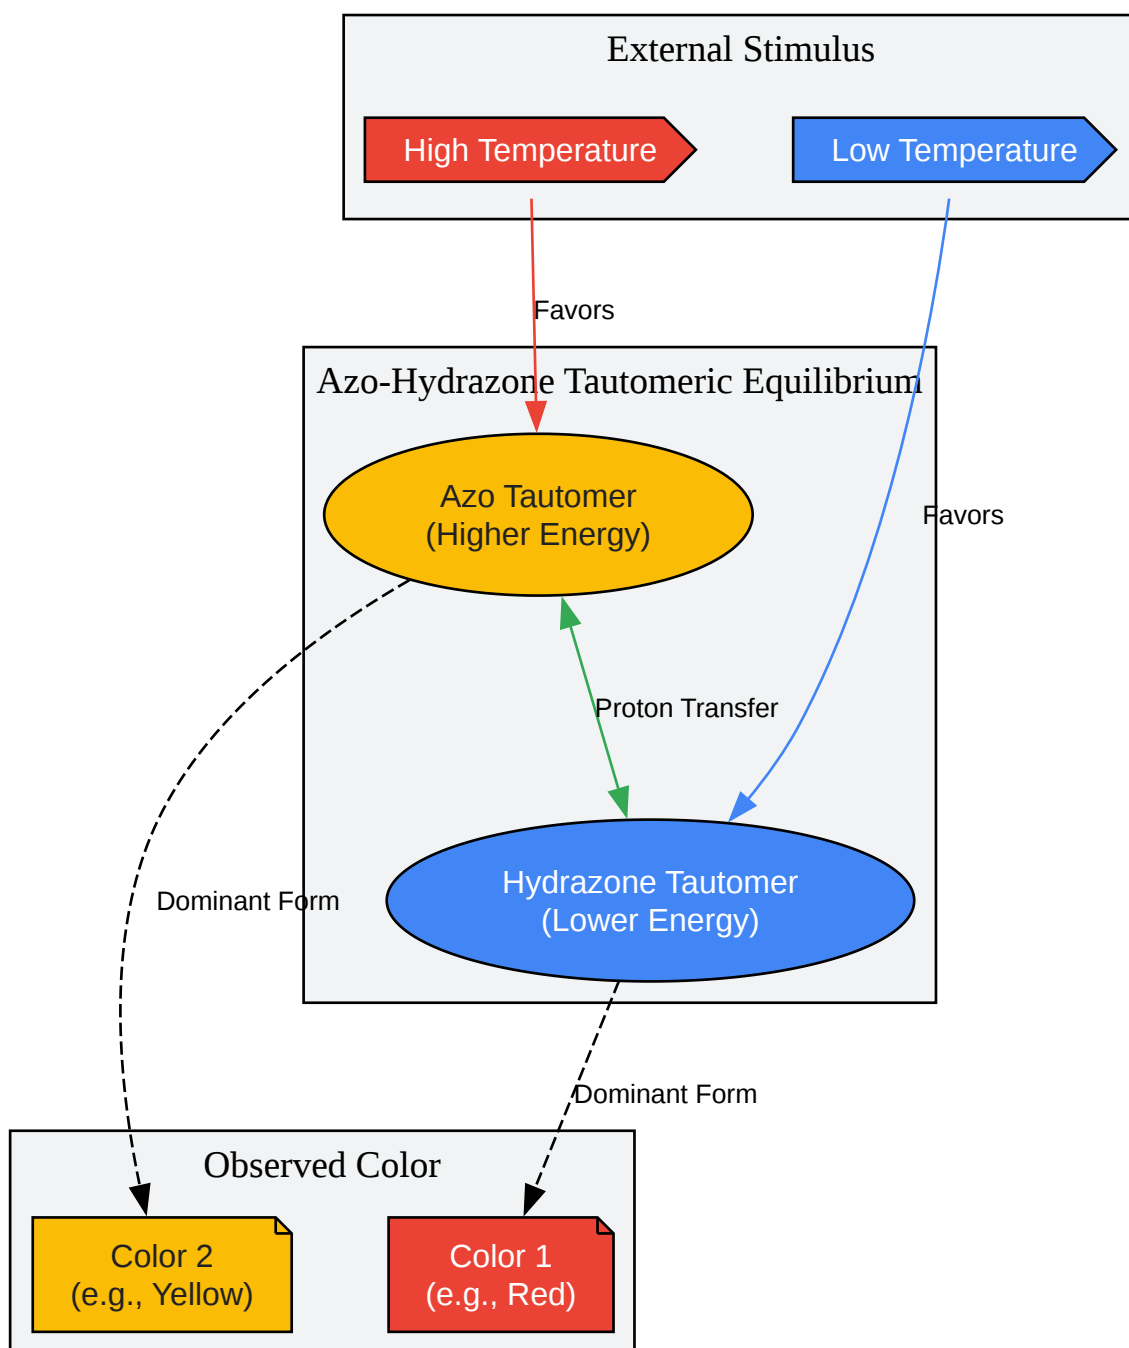 External Stimulus
High Temperature
Low Temperature
Favors
Azo-Hydrazone Tautomeric Equilibrium
Azo Tautomer
(Higher Energy)
Favors
Proton Transfer
Hydrazone Tautomer
(Lower Energy)
Dominant Form
Dominant Form
Observed Color
Color 2
(e.g., Yellow)
Color 1
(e.g., Red)